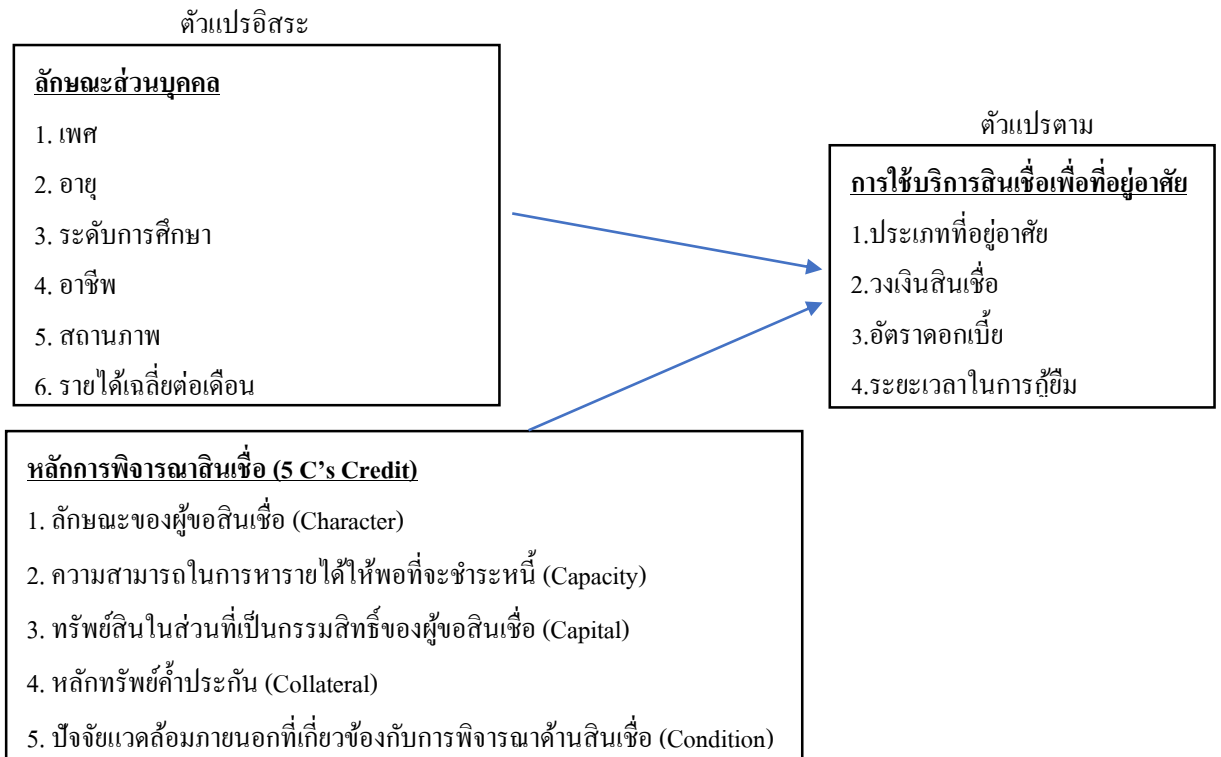 ตัวแปรอิสระ
ลักษณะส่วนบุคคล
1. เพศ
2. อายุ
3. ระดับการศึกษา
4. อาชีพ
5. สถานภาพ
6. รายได้เฉลี่ยต่อเดือน
ตัวแปรตาม
การใช้บริการสินเชื่อเพื่อที่อยู่อาศัย
1.ประเภทที่อยู่อาศัย
2.วงเงินสินเชื่อ
3.อัตราดอกเบี้ย
4.ระยะเวลาในการกู้ยืม
หลักการพิจารณาสินเชื่อ (5 C’s Credit)
1. ลักษณะของผู้ขอสินเชื่อ (Character)
2. ความสามารถในการหารายได้ให้พอที่จะชำระหนี้ (Capacity)
3. ทรัพย์สินในส่วนที่เป็นกรรมสิทธิ์ของผู้ขอสินเชื่อ (Capital)
4. หลักทรัพย์ค้ำประกัน (Collateral)
5. ปัจจัยแวดล้อมภายนอกที่เกี่ยวข้องกับการพิจารณาด้านสินเชื่อ (Condition)